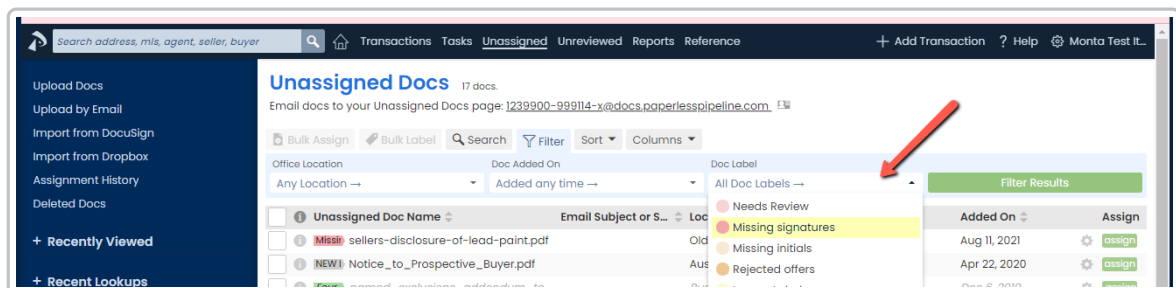 Search address, mls, agent, seller, buyer
Transactions Tasks Unassigned Unreviewed Reports Reference
+ Add Transaction ? Help Monta Test It...
Upload Docs
Upload by Email
Import from DocuSign
Import from Dropbox
Assignment History
Deleted Docs
+ Recently Viewed
+ Recent Lookups
Unassigned Docs 17 docs.
Email docs to your Unassigned Docs page: 1239900-999114-x@docs.paperlesspipeline.com
Bulk Assign Bulk Label Search Filter Sort Columns
Office Location Doc Added On Doc Label
Any Location → Added any time → All Doc Labels → Filter Results
Needs Review
Missing signatures
Missing initials
Rejected offers
Unassigned Doc Name Email Subject or S... Loc Added On Assign
Missin sellers-disclosure-of-lead-paint.pdf Old Aug 11, 2021 assign
NEW I Notice_to_Prospective_Buyer.pdf Aus Apr 22, 2020 assign